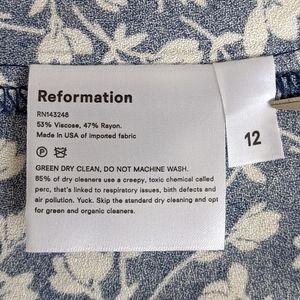 Reformation
RN143248
53% Viscose, 47% Rayon.
Made in USA of imported fabric
P
GREEN DRY CLEAN, DO NOT MACHINE WASH.
85% of dry cleaners use a creepy, toxic chemical called
perc, that's linked to respiratory issues, birth defects and
air pollution. Yuck. Skip the standard dry cleaning and opt
for green and organic cleaners.
12